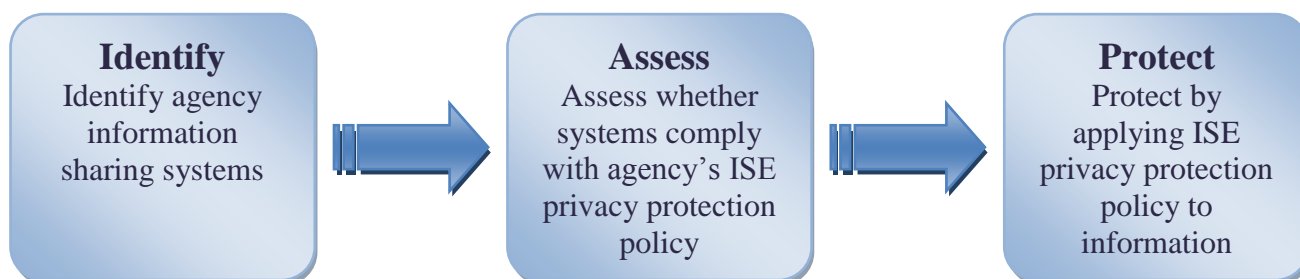 Identify
Identify agency
information
sharing systems
Assess
Assess whether
systems comply
with agency’s ISE
privacy protection
policy
Protect
Protect by
applying ISE
privacy protection
policy to
information